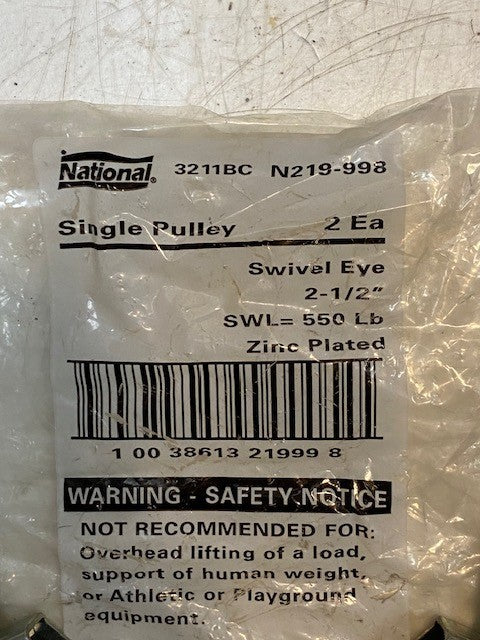 National® 3211BC N219-998
Single Pulley 2 Ea
Swivel Eye
2-1/2”
SWL= 550 Lb
Zinc Plated
1 00 38613 21999 8
WARNING - SAFETY NOTICE
NOT RECOMMENDED FOR:
Overhead lifting of a load,
support of human weight,
or Athletic or Playground
equipment.